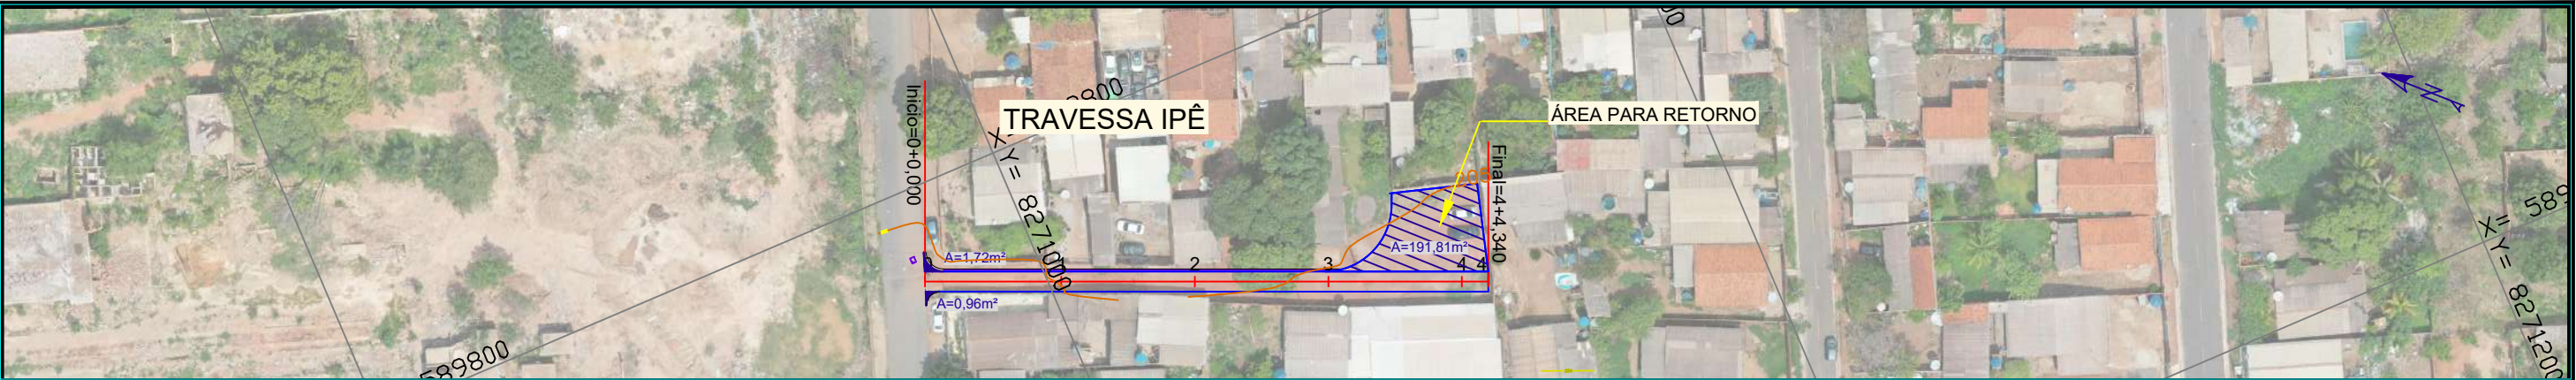 Inicio=0+0,000
TRAVESSA IPÊ
ÁREA PARA RETORNO
Final=4+4,340
A=191,81m²
A=1,72m²
A=0,96m²
0
2
3
4
4
X
Y= 8271000
589800
X=
Y= 8271200
N